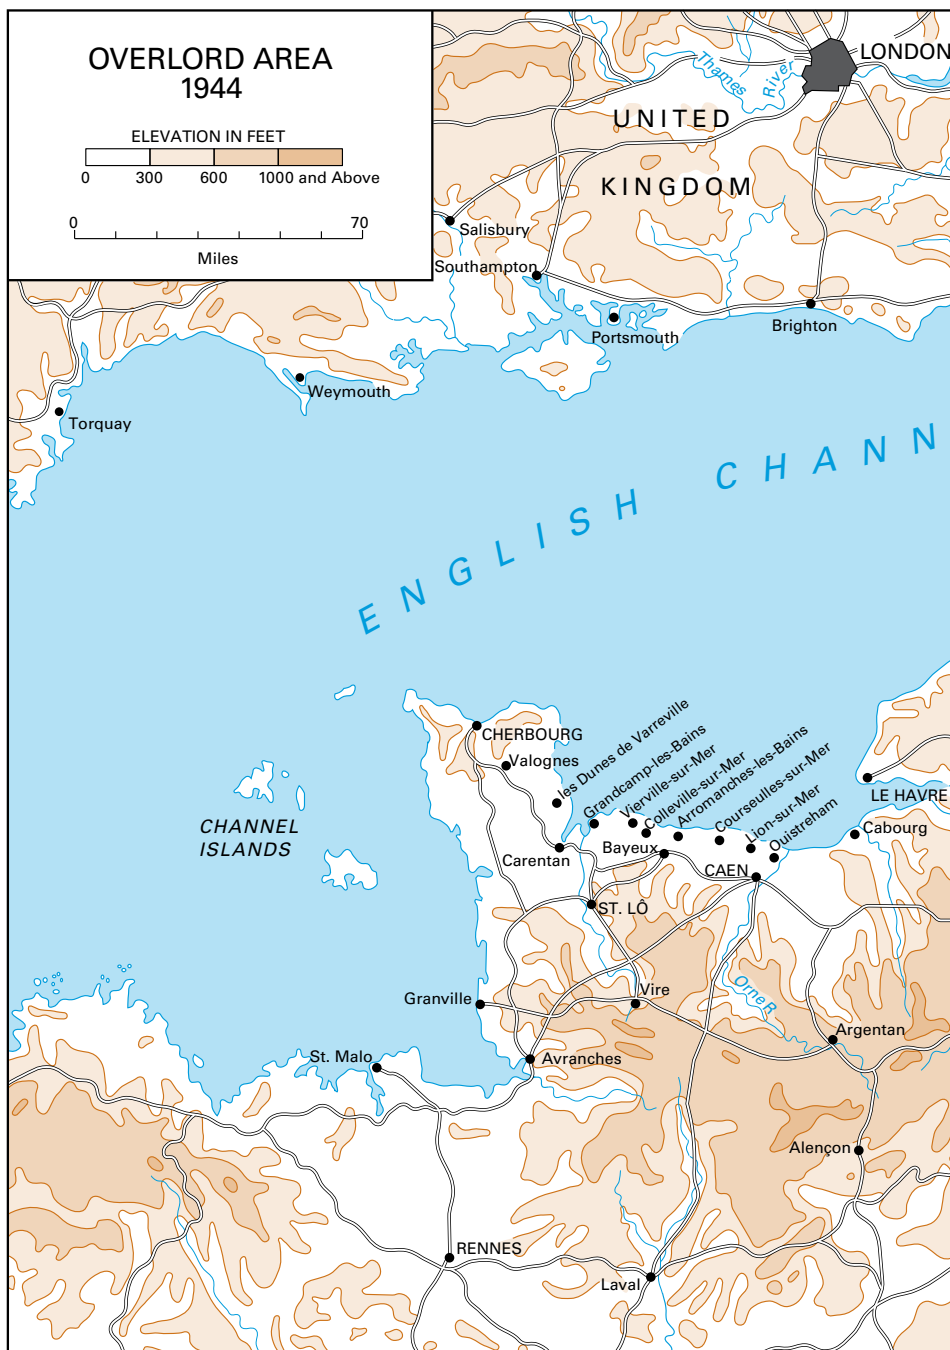 OVERLORD AREA
1944
ELEVATION IN FEET
0 300 600 1000 and Above
0 70
Miles
LONDON
Thames
River
UNITED
KINGDOM
Salisbury
Southampton
Portsmouth
Brighton
Weymouth
Torquay
ENGLISH CHANN
CHERBOURG
Valognes
les Dunes de Varreville
Grandcamp-les-Bains
Vierville-sur-Mer
Colleville-sur-Mer
Arromanches-les-Bains
Courseulles-sur-Mer
Lion-sur-Mer
Ouistreham
LE HAVRE
Cabourg
CHANNEL
ISLANDS
Carentan
Bayeux
CAEN
ST. LÔ
Granville
Vire
Orne R
Argentan
St. Malo
Avranches
Alençon
RENNES
Laval